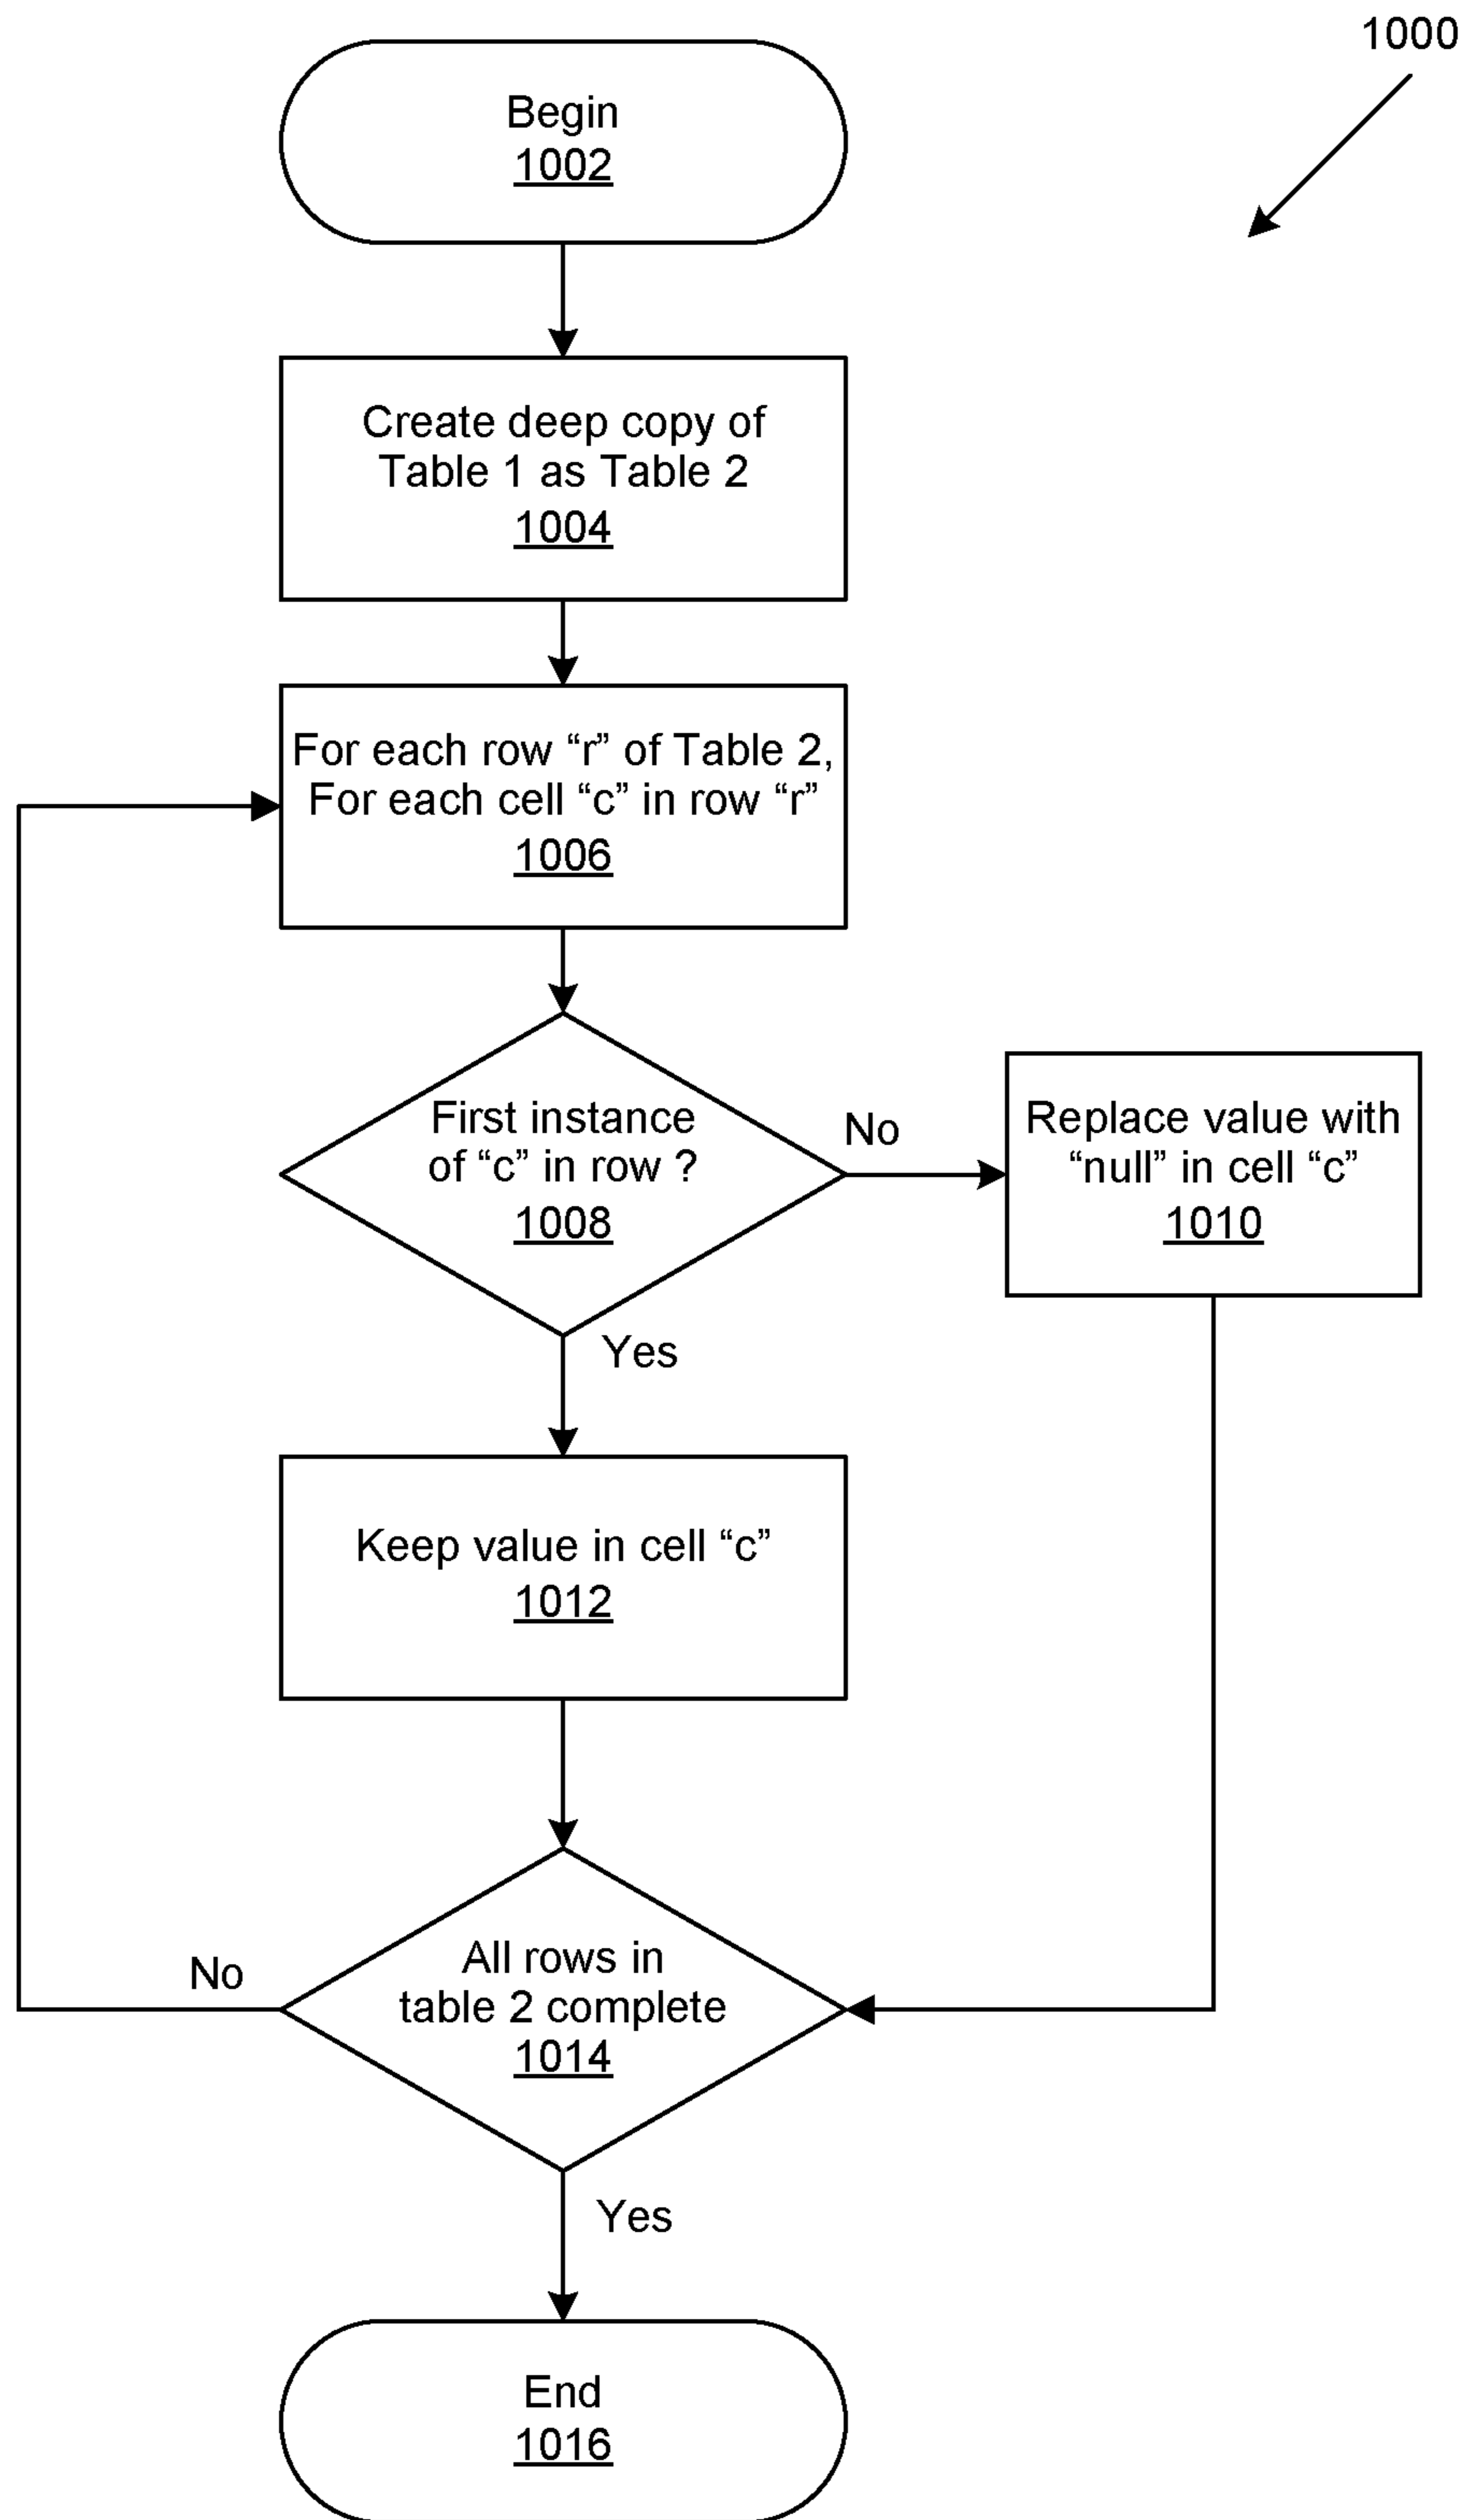 1000
Begin
1002
Create deep copy of
Table 1 as Table 2
1004
For each row “r” of Table 2,
For each cell “c” in row “r”
1006
First instance
of “c” in row ?
1008
No
Replace value with
“null” in cell “c”
1010
Yes
Keep value in cell “c”
1012
All rows in
table 2 complete
1014
No
Yes
End
1016